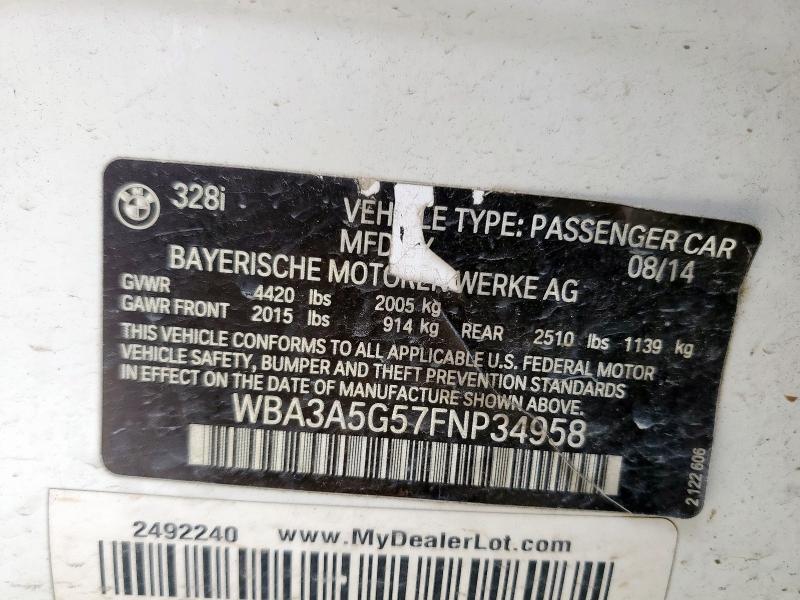 328i
VEHICLE TYPE: PASSENGER CAR
MFD 08/14
BAYERISCHE MOTOREN WERKE AG
GVWR 4420 lbs 2005 kg
GAWR FRONT 2015 lbs 914 kg REAR 2510 lbs 1139 kg
THIS VEHICLE CONFORMS TO ALL APPLICABLE U.S. FEDERAL MOTOR
VEHICLE SAFETY, BUMPER AND THEFT PREVENTION STANDARDS
IN EFFECT ON THE DATE OF MANUFACTURE SHOWN ABOVE.
WBA3A5G57FNP34958
2 122 606
2492240 www.MyDealerLot.com